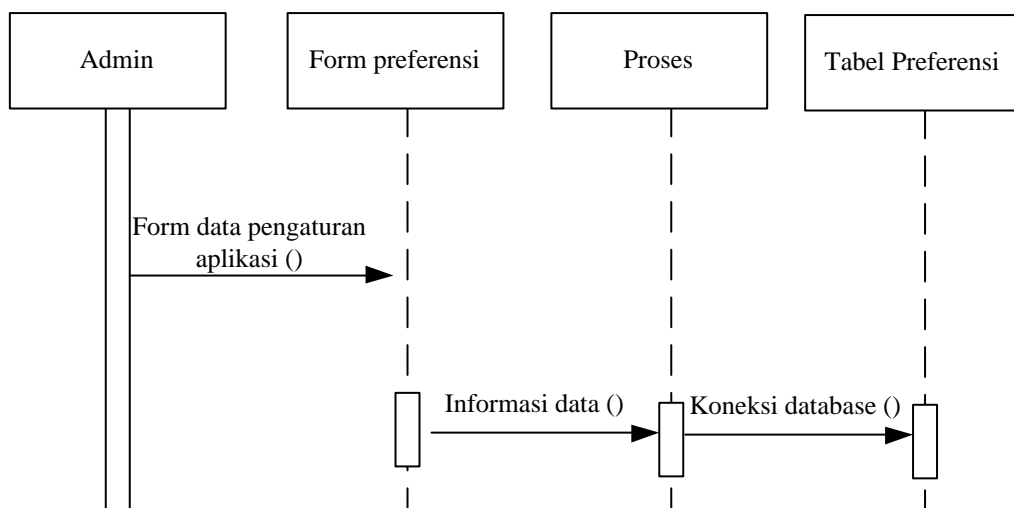 Admin
Form preferensi
Proses
Tabel Preferensi
Form data pengaturan
aplikasi ()
Informasi data ()
Koneksi database ()